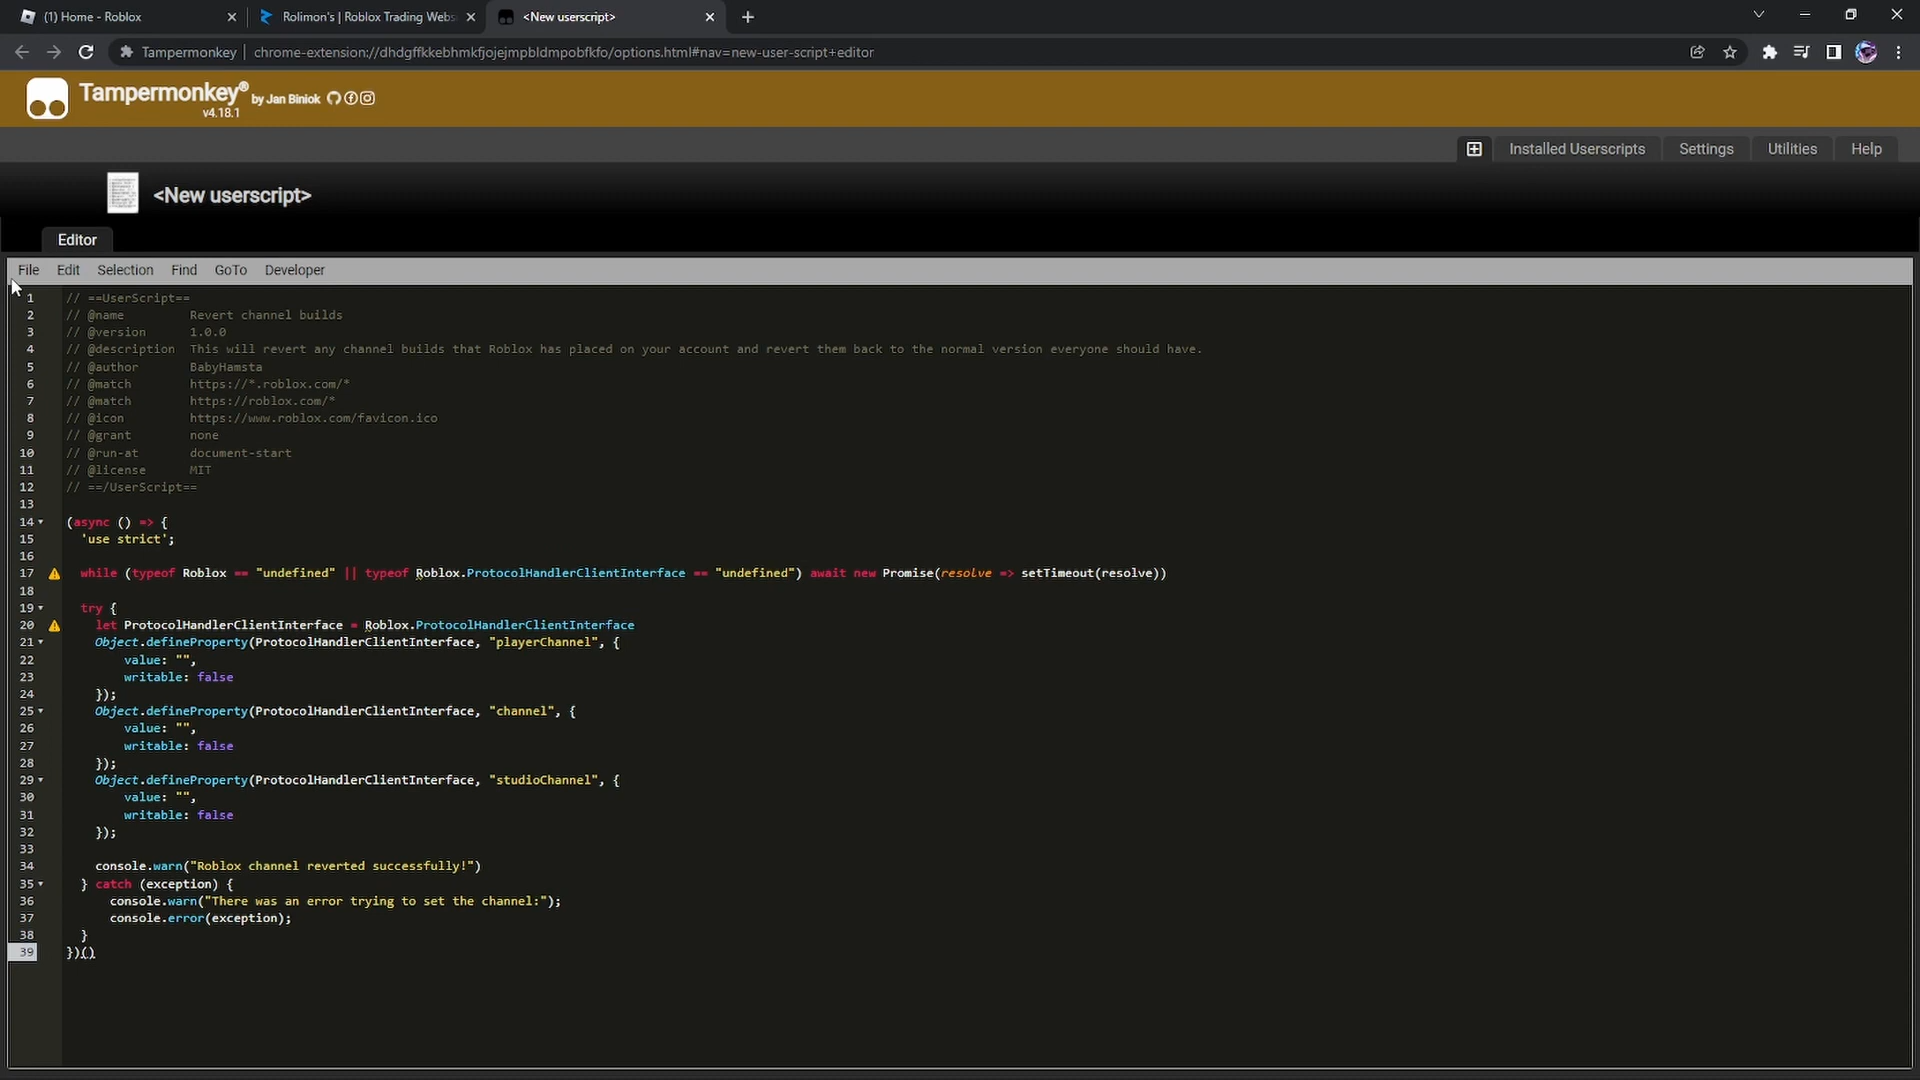 (1) Home - Roblox
Rolimon's | Roblox Trading Webs
<New userscript>
Tampermonkey
chrome-extension://dhdgffkkebhmkfjojejmpbldmpobfkfo/options.html#nav=new-user-script+editor
Tampermonkey® by Jan Biniok
v4.18.1
Installed Userscripts
Settings
Utilities
Help
<New userscript>
Editor
File Edit Selection Find GoTo Developer
1 // ==UserScript==
2 // @name Revert channel builds
3 // @version 1.0.0
4 // @description This will revert any channel builds that Roblox has placed on your account and revert them back to the normal version everyone should have.
5 // @author BabyHamsta
6 // @match https://*.roblox.com/*
7 // @match https://roblox.com/*
8 // @icon https://www.roblox.com/favicon.ico
9 // @grant none
10 // @run-at document-start
11 // @license MIT
12 // ==/UserScript==
13
14 (async () => {
15 'use strict';
16
17 while (typeof Roblox == "undefined" || typeof Roblox.ProtocolHandlerClientInterface == "undefined") await new Promise(resolve => setTimeout(resolve))
18
19 try {
20 let ProtocolHandlerClientInterface = Roblox.ProtocolHandlerClientInterface
21 Object.defineProperty(ProtocolHandlerClientInterface, "playerChannel", {
22 value: "",
23 writable: false
24 });
25 Object.defineProperty(ProtocolHandlerClientInterface, "channel", {
26 value: "",
27 writable: false
28 });
29 Object.defineProperty(ProtocolHandlerClientInterface, "studioChannel", {
30 value: "",
31 writable: false
32 });
33
34 console.warn("Roblox channel reverted successfully!")
35 } catch (exception) {
36 console.warn("There was an error trying to set the channel:");
37 console.error(exception);
38 }
39 })()